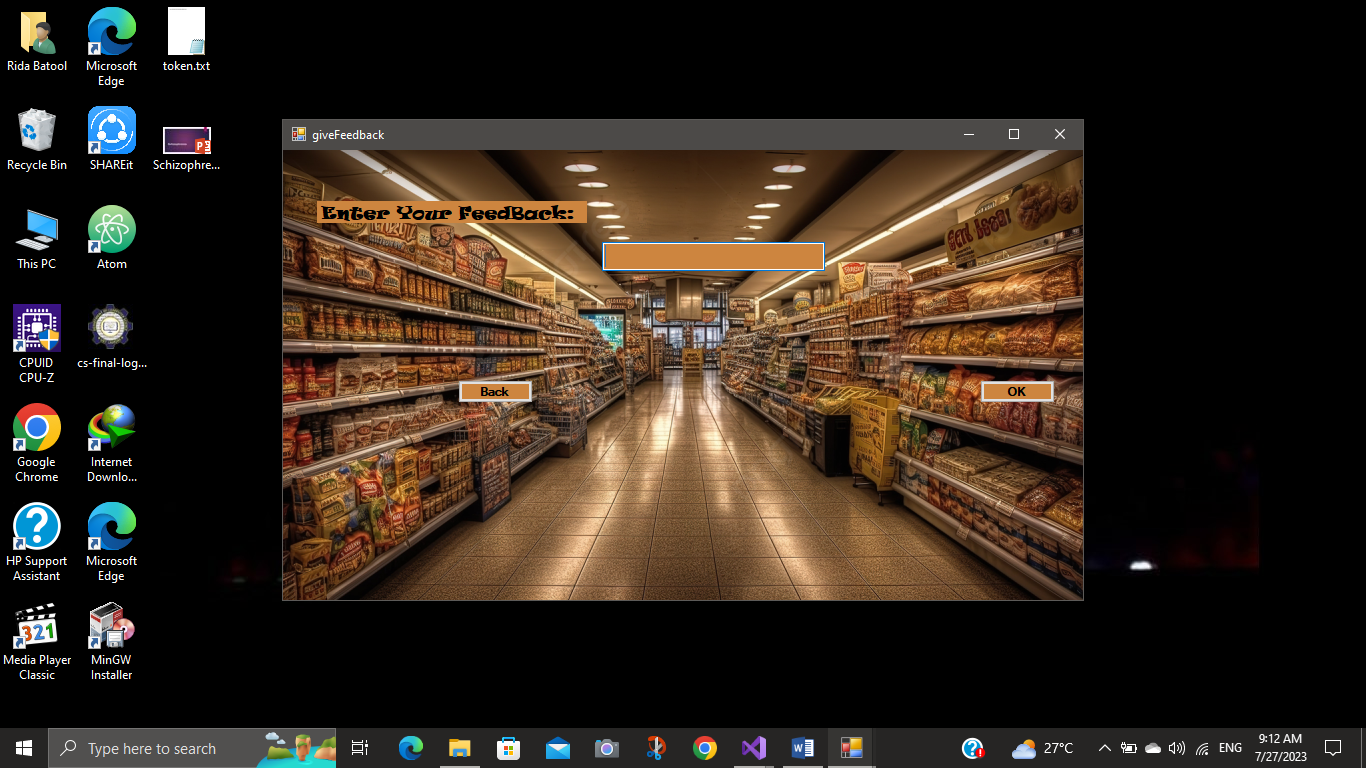 Rida Batool
Microsoft
Edge
token.txt
Recycle Bin
SHAREit
Schizophre...
This PC
Atom
CPUID
CPU-Z
cs-final-log...
Google
Chrome
Internet
Downlo...
HP Support
Assistant
Microsoft
Edge
Media Player
Classic
MinGW
Installer
giveFeedback
Enter Your FeedBack:
Back
OK
Type here to search
27°C
ENG
9:12 AM
7/27/2023